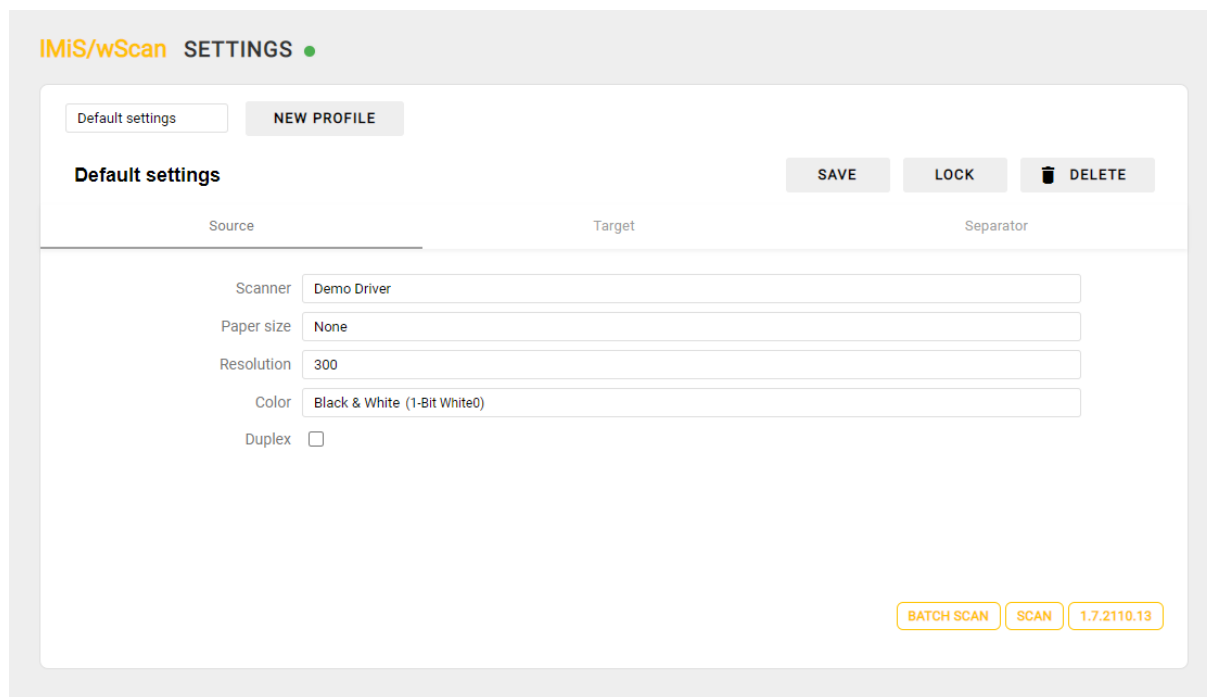 IMiS/wScan SETTINGS
Default settings NEW PROFILE
Default settings SAVE LOCK DELETE
Source Target Separator
Scanner Demo Driver
Paper size None
Resolution 300
Color Black & White (1-Bit White0)
Duplex
BATCH SCAN SCAN 1.7.2110.13